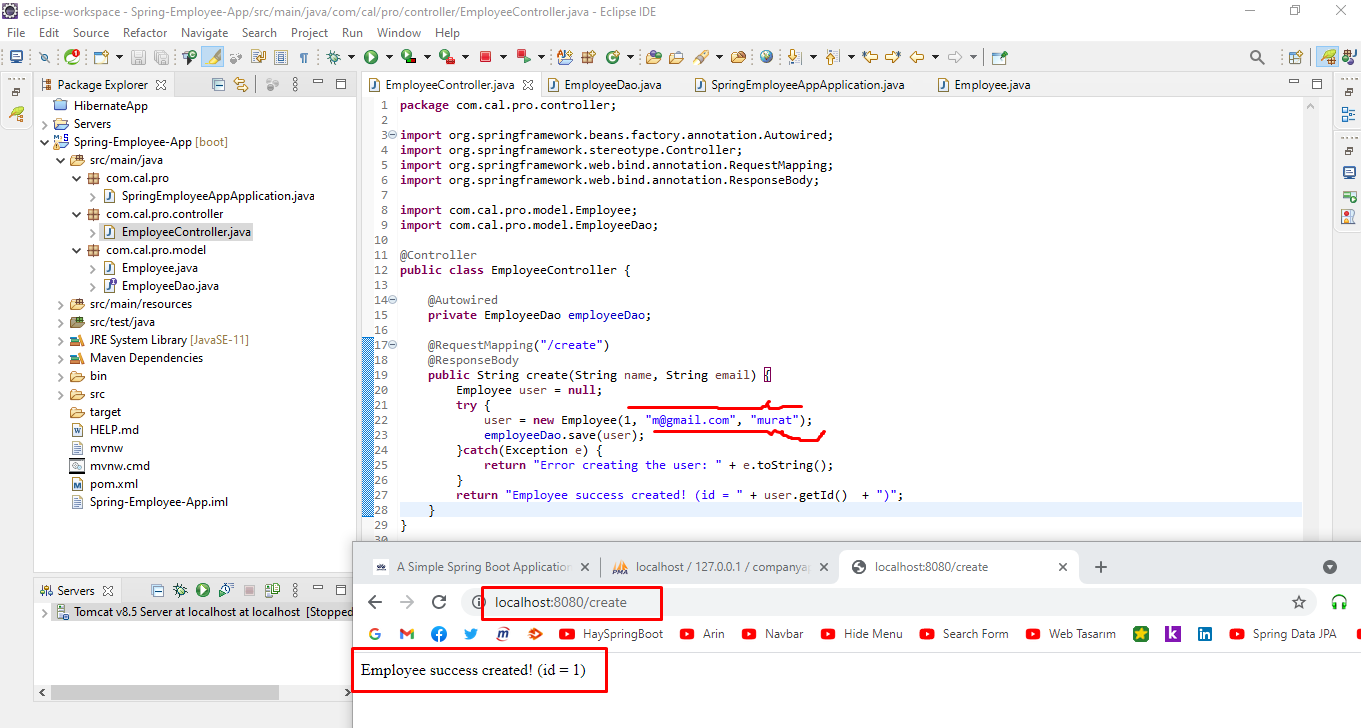 eclipse-workspace - Spring-Employee-App/src/main/java/com/cal/pro/controller/EmployeeController.java - Eclipse IDE
File Edit Source Refactor Navigate Search Project Run Window Help
Package Explorer
HibernateApp
Servers
Spring-Employee-App [boot]
src/main/java
com.cal.pro
SpringEmployeeAppApplication.java
com.cal.pro.controller
EmployeeController.java
com.cal.pro.model
Employee.java
EmployeeDao.java
src/main/resources
src/test/java
JRE System Library [JavaSE-11]
Maven Dependencies
bin
src
target
HELP.md
mvnw
mvnw.cmd
pom.xml
Spring-Employee-App.iml
Servers
Tomcat v8.5 Server at localhost at localhost [Stopped
EmployeeController.java EmployeeDao.java SpringEmployeeAppApplication.java Employee.java
1 package com.cal.pro.controller;
2
3 import org.springframework.beans.factory.annotation.Autowired;
4 import org.springframework.stereotype.Controller;
5 import org.springframework.web.bind.annotation.RequestMapping;
6 import org.springframework.web.bind.annotation.ResponseBody;
7
8 import com.cal.pro.model.Employee;
9 import com.cal.pro.model.EmployeeDao;
10
11 @Controller
12 public class EmployeeController {
13
14 @Autowired
15 private EmployeeDao employeeDao;
16
17 @RequestMapping("/create")
18 @ResponseBody
19 public String create(String name, String email) {
20 Employee user = null;
21 try {
22 user = new Employee(1, "m@gmail.com", "murat");
23 employeeDao.save(user);
24 }catch(Exception e) {
25 return "Error creating the user: " + e.toString();
26 }
27 return "Employee success created! (id = " + user.getId()  + ")";
28 }
29 }
30
A Simple Spring Boot Application localhost / 127.0.0.1 / companyap localhost:8080/create
localhost:8080/create
HaySpringBoot Arin Navbar Hide Menu Search Form Web Tasarım Spring Data JPA
Employee success created! (id = 1)